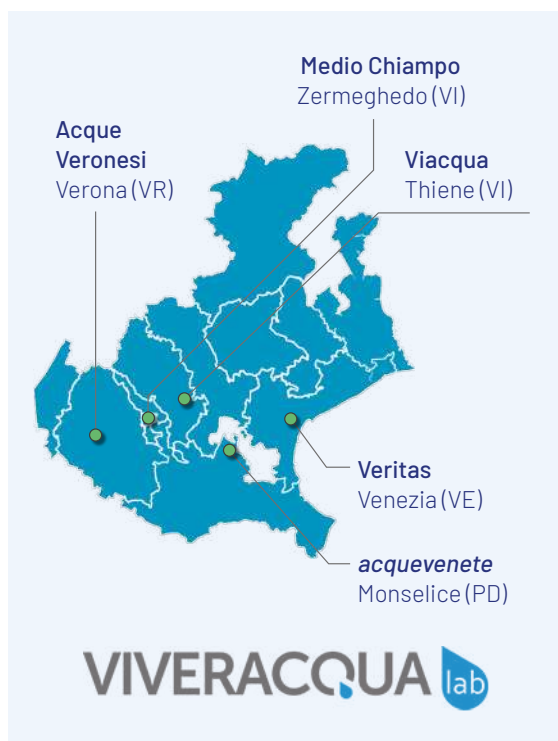 Medio Chiampo
Zermeghedo (VI)
Acque
Veronesi
Verona (VR)
Viacqua
Thiene (VI)
Veritas
Venezia (VE)
acquevenete
Monselice (PD)
VIVERACQUA lab